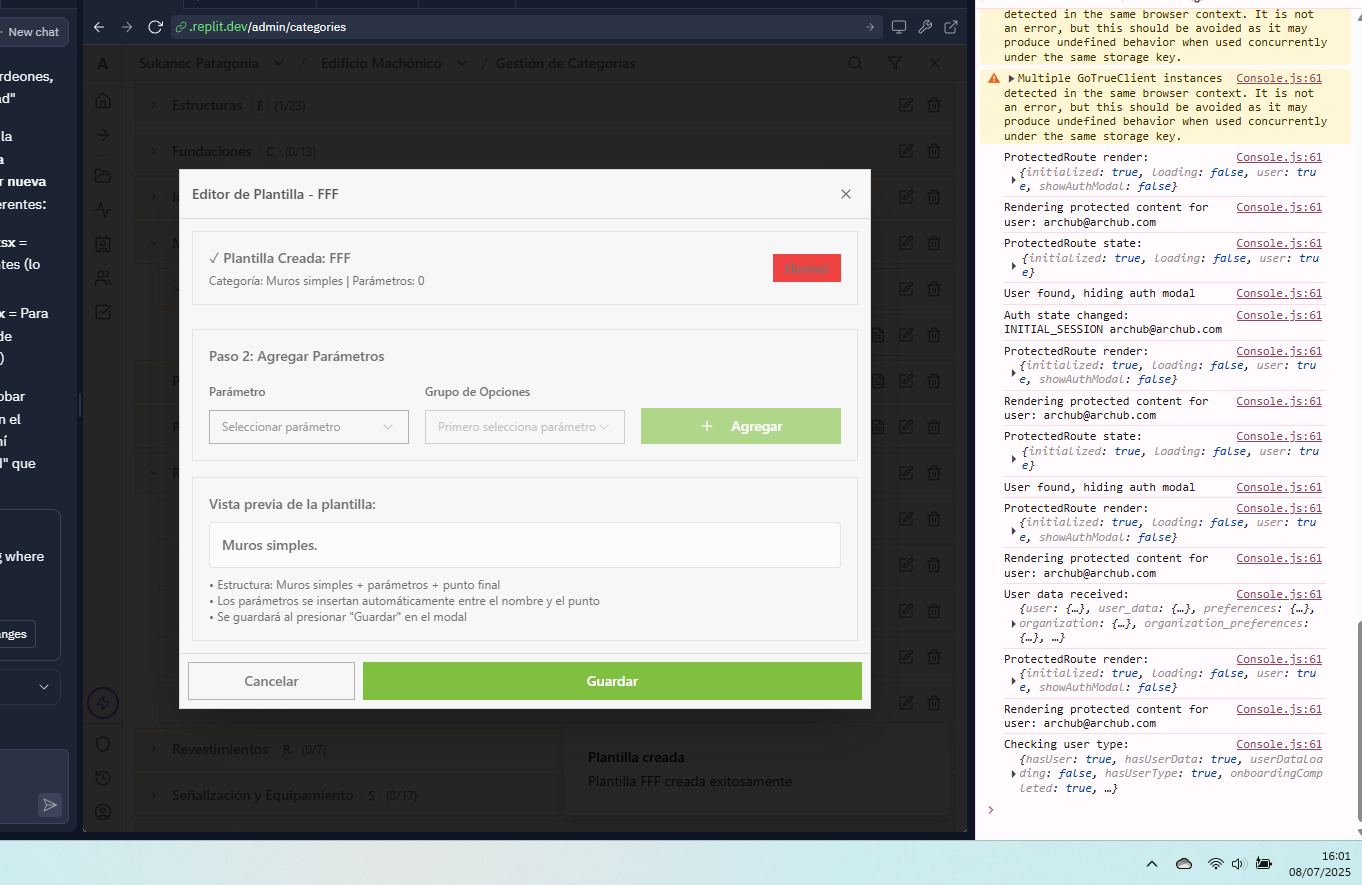 New chat
rdeones,
ad"
la
a
r nueva
erentes:
tsx =
tes (lo
x = Para
de
)
obar
n el
ní
l" que
g where
nges
.replit.dev/admin/categories
A
Sukanec Patagonia / Edificio Machónico / Gestión de Categorías
Estructuras E (1/23)
Fundaciones C (0/13)
Editor de Plantilla - FFF
✓ Plantilla Creada: FFF
Categoría: Muros simples | Parámetros: 0
Paso 2: Agregar Parámetros
Parámetro
Grupo de Opciones
Seleccionar parámetro
Primero selecciona parámetro
+ Agregar
Vista previa de la plantilla:
Muros simples.
• Estructura: Muros simples + parámetros + punto final
• Los parámetros se insertan automáticamente entre el nombre y el punto
• Se guardará al presionar "Guardar" en el modal
Cancelar
Guardar
Revestimientos R (0/7)
Señalización y Equipamiento S (0/17)
Plantilla creada
Plantilla FFF creada exitosamente
detected in the same browser context. It is not
an error, but this should be avoided as it may
produce undefined behavior when used concurrently
under the same storage key.
Multiple GoTrueClient instances Console.js:61
detected in the same browser context. It is not
an error, but this should be avoided as it may
produce undefined behavior when used concurrently
under the same storage key.
ProtectedRoute render: Console.js:61
{initialized: true, loading: false, user: tru
e, showAuthModal: false}
Rendering protected content for Console.js:61
user: archub@archub.com
ProtectedRoute state: Console.js:61
{initialized: true, loading: false, user: tru
e}
User found, hiding auth modal Console.js:61
Auth state changed: Console.js:61
INITIAL_SESSION archub@archub.com
ProtectedRoute render: Console.js:61
{initialized: true, loading: false, user: tru
e, showAuthModal: false}
Rendering protected content for Console.js:61
user: archub@archub.com
ProtectedRoute state: Console.js:61
{initialized: true, loading: false, user: tru
e}
User found, hiding auth modal Console.js:61
ProtectedRoute render: Console.js:61
{initialized: true, loading: false, user: tru
e, showAuthModal: false}
Rendering protected content for Console.js:61
user: archub@archub.com
User data received: Console.js:61
{user: {…}, user_data: {…}, preferences: {…},
organization: {…}, organization_preferences:
{…}, …}
ProtectedRoute render: Console.js:61
{initialized: true, loading: false, user: tru
e, showAuthModal: false}
Rendering protected content for Console.js:61
user: archub@archub.com
Checking user type: Console.js:61
{hasUser: true, hasUserData: true, userDataLoa
ding: false, hasUserType: true, onboardingComp
leted: true, …}
16:01
08/07/2025